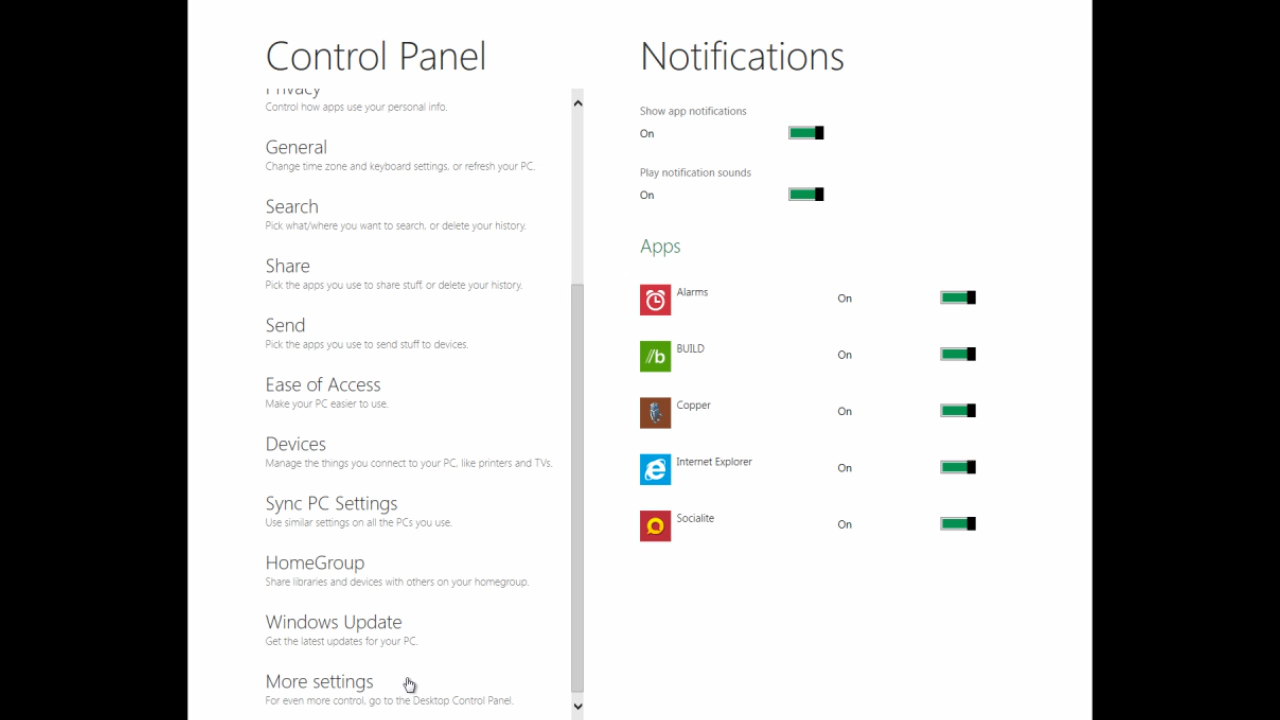 Control Panel
Privacy
Control how apps use your personal info.
General
Change time zone and keyboard settings, or refresh your PC.
Search
Pick what/where you want to search, or delete your history.
Share
Pick the apps you use to share stuff, or delete your history.
Send
Pick the apps you use to send stuff to devices.
Ease of Access
Make your PC easier to use.
Devices
Manage the things you connect to your PC, like printers and TVs.
Sync PC Settings
Use similar settings on all the PCs you use.
HomeGroup
Share libraries and devices with others on your homegroup.
Windows Update
Get the latest updates for your PC.
More settings
For even more control, go to the Desktop Control Panel.
Notifications
Show app notifications
On
Play notification sounds
On
Apps
Alarms On
//b BUILD On
Copper On
Internet Explorer On
Socialite On